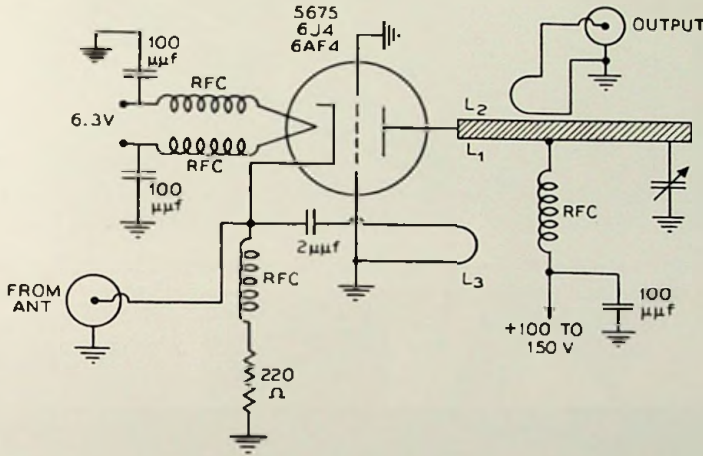 5675
6J4
6AF4
OUTPUT
100
μμf
RFC
6.3V
RFC
100
μμf
L₂
L₁
RFC
2μμf
L₃
FROM
ANT
RFC
100
μμf
+100 TO
150 V
220
Ω